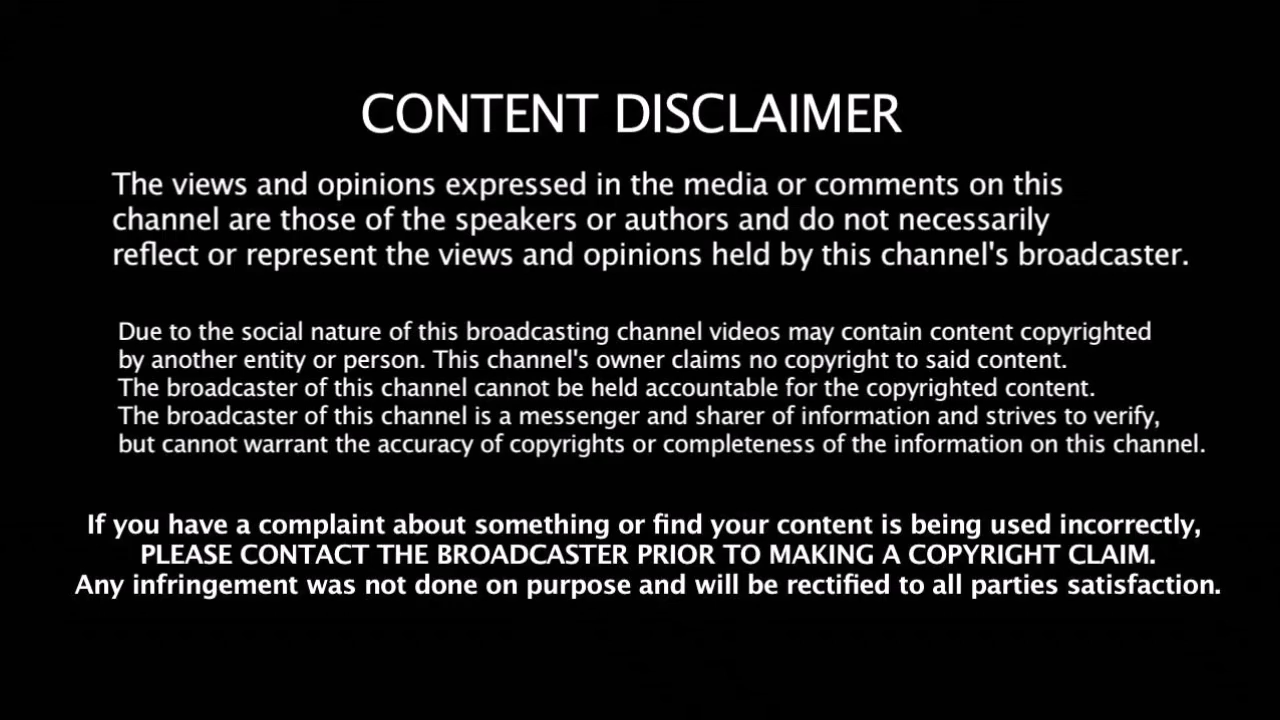 CONTENT DISCLAIMER
The views and opinions expressed in the media or comments on this
channel are those of the speakers or authors and do not necessarily
reflect or represent the views and opinions held by this channel's broadcaster.
Due to the social nature of this broadcasting channel videos may contain content copyrighted
by another entity or person. This channel's owner claims no copyright to said content.
The broadcaster of this channel cannot be held accountable for the copyrighted content.
The broadcaster of this channel is a messenger and sharer of information and strives to verify,
but cannot warrant the accuracy of copyrights or completeness of the information on this channel.
If you have a complaint about something or find your content is being used incorrectly,
PLEASE CONTACT THE BROADCASTER PRIOR TO MAKING A COPYRIGHT CLAIM.
Any infringement was not done on purpose and will be rectified to all parties satisfaction.